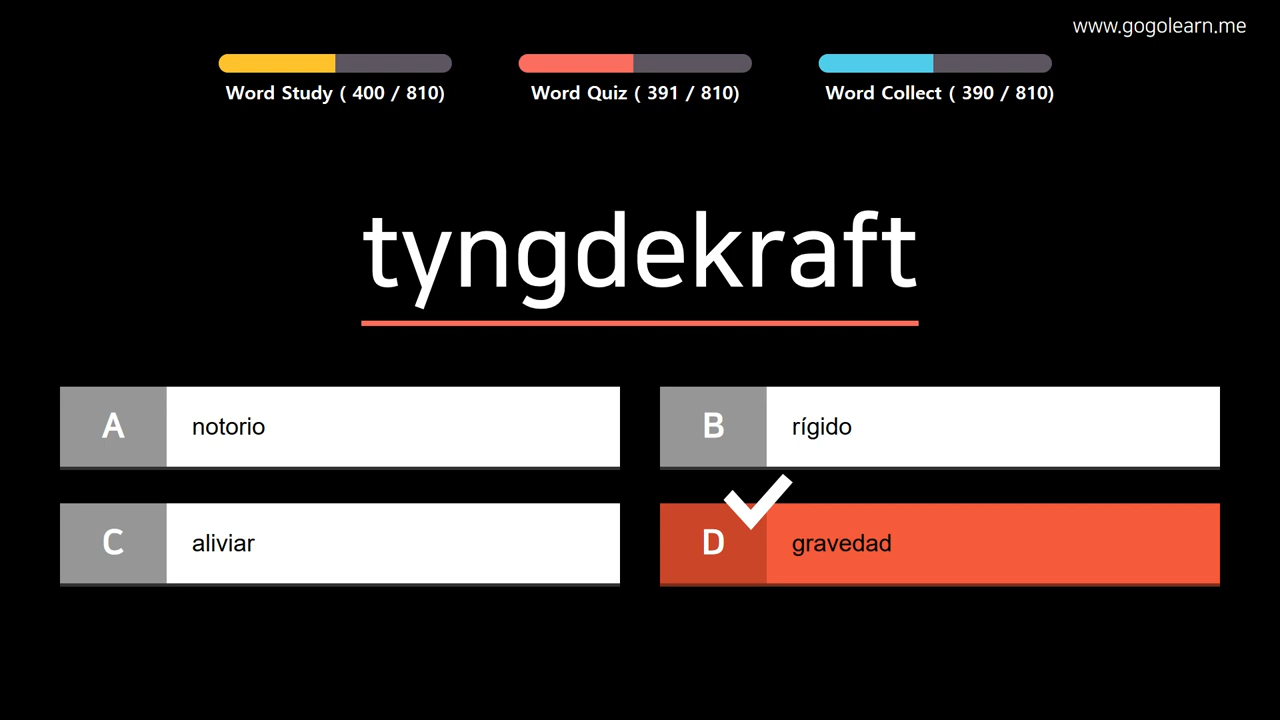 www.gogolearn.me
Word Study ( 400 / 810)
Word Quiz ( 391 / 810)
Word Collect ( 390 / 810)
tyngdekraft
A notorio
B rígido
C aliviar
D gravedad